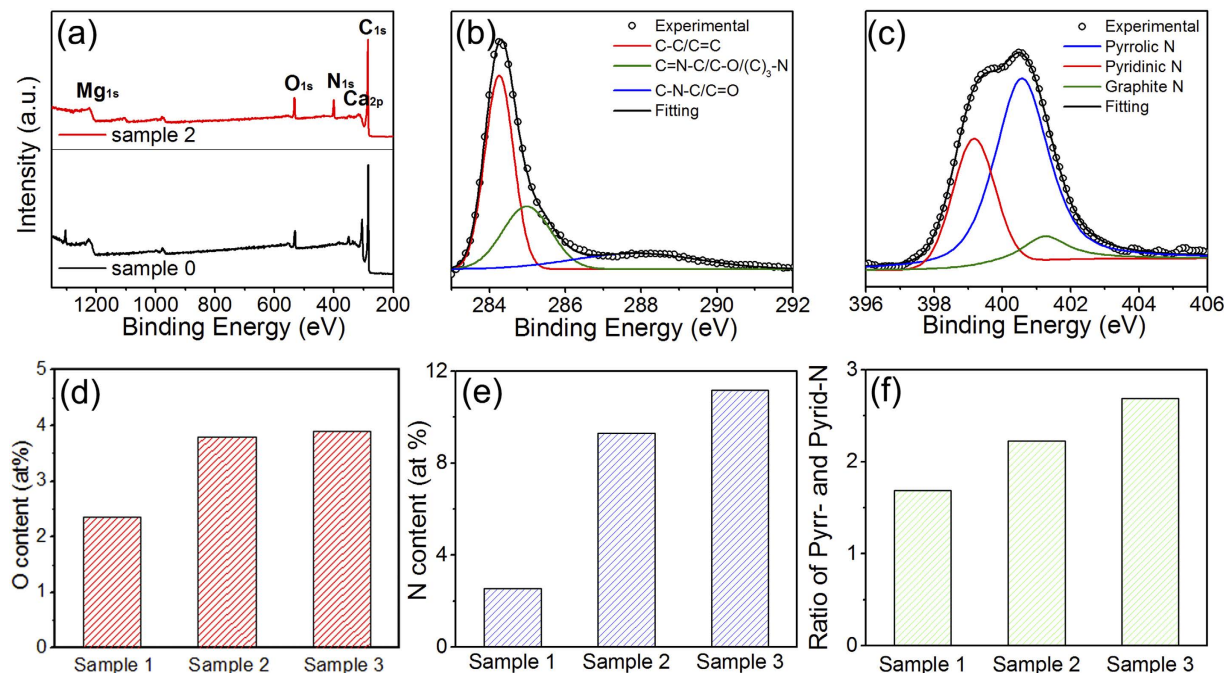 (a)
C1s
Mg1s
O1s
N1s
Ca2p
sample 2
sample 0
Intensity (a.u.)
1200 1000 800 600 400 200
Binding Energy (eV)
(b)
Experimental
C-C/C=C
C=N-C/C-O/(C)3-N
C-N-C/C=O
Fitting
284 286 288 290 292
Binding Energy (eV)
(c)
Experimental
Pyrrolic N
Pyridinic N
Graphite N
Fitting
396 398 400 402 404 406
Binding Energy (eV)
(d)
O content (at%)
5
4
3
2
1
0
Sample 1 Sample 2 Sample 3
(e)
N content (at %)
12
8
4
0
Sample 1 Sample 2 Sample 3
(f)
Ratio of Pyrr- and Pyrid-N
3
2
1
0
Sample 1 Sample 2 Sample 3